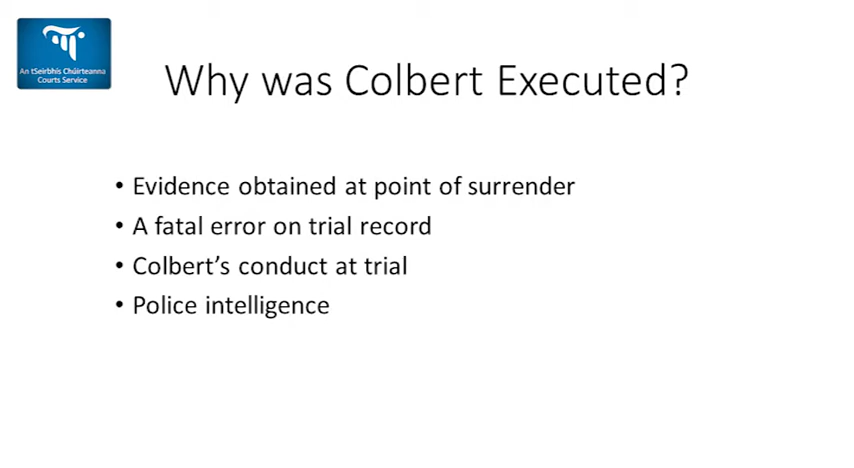 An tSeirbhís Chúirteanna
Courts Service
Why was Colbert Executed?
• Evidence obtained at point of surrender
• A fatal error on trial record
• Colbert’s conduct at trial
• Police intelligence